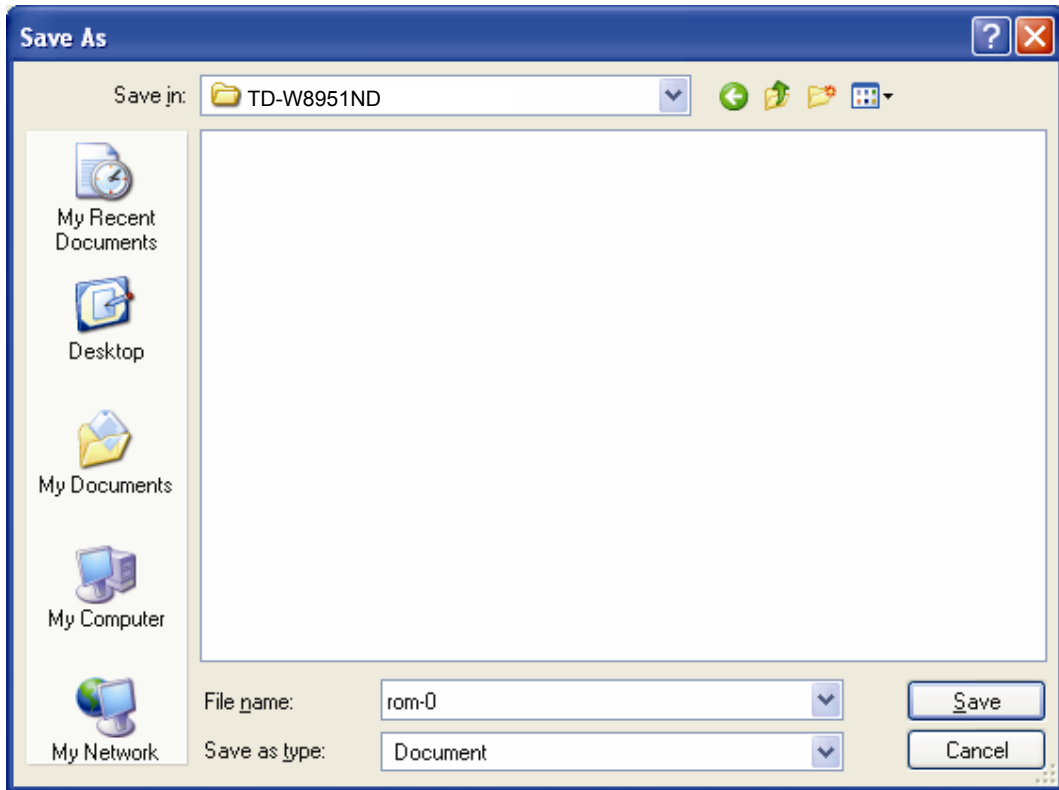 Save As
Save in:
TD-W8951ND
My Recent
Documents
Desktop
My Documents
My Computer
My Network
File name:
rom-0
Save
Save as type:
Document
Cancel